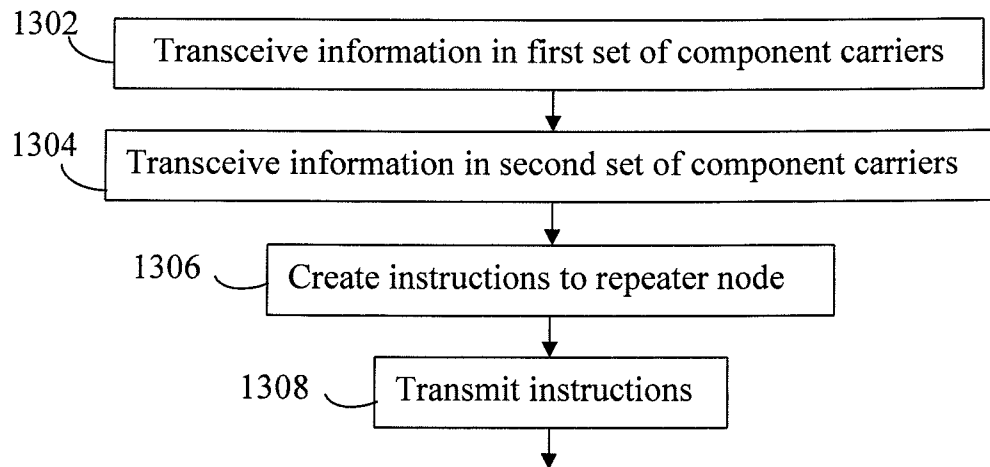 1302
Transceive information in first set of component carriers
1304
Transceive information in second set of component carriers
1306
Create instructions to repeater node
1308
Transmit instructions